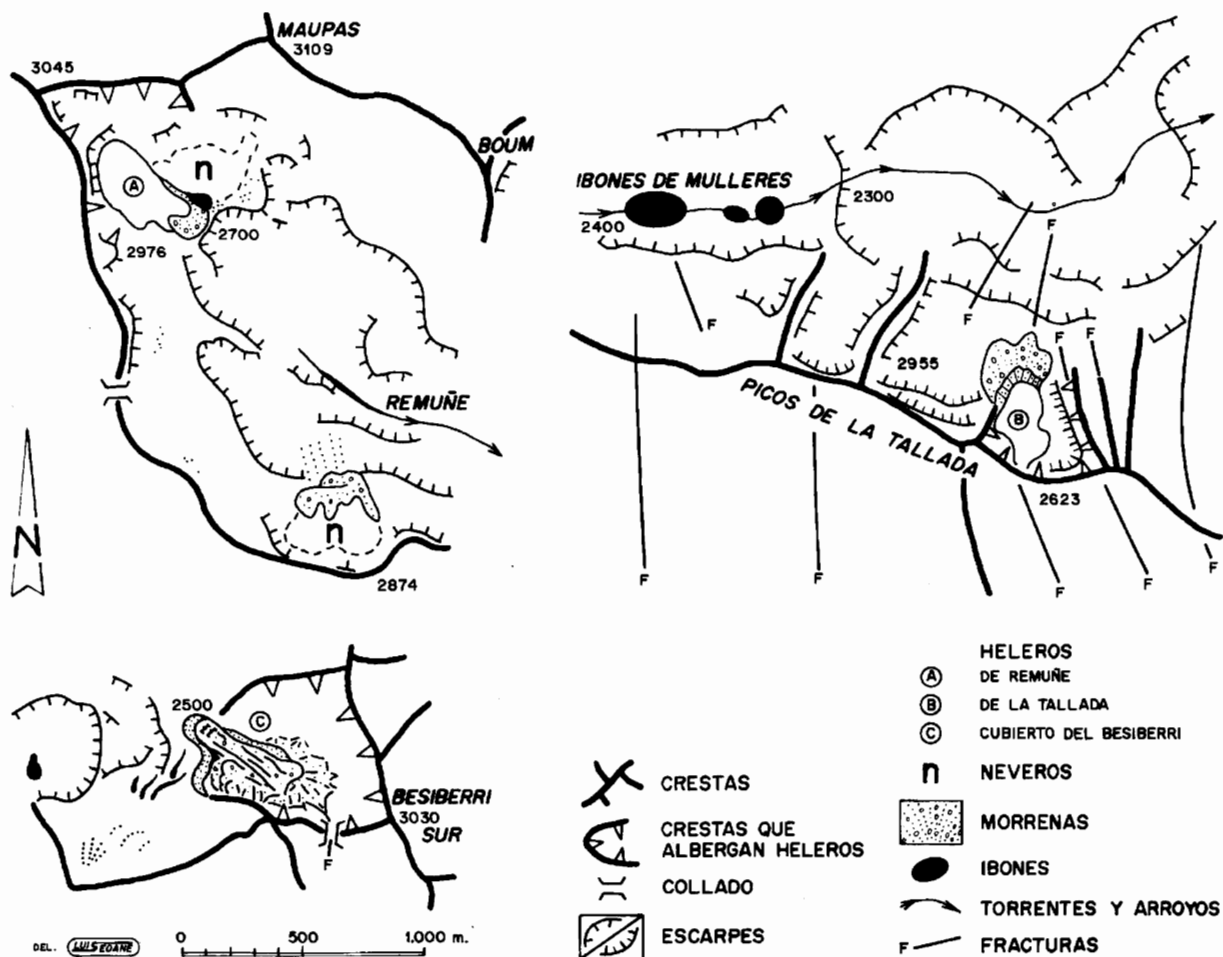 MAUPAS
3109
3045
BOUM
n
A
2700
2976
REMUÑE
n
2874
N
IBONES DE MULLERES
2400
2300
F
F
F
F
F
2955
PICOS DE LA TALLADA
B
2623
F
F
F
F
F
2500
C
BESIBERRI
3030
SUR
F
DEL. LUIS EDANE
0 500 1.000 m.
CRESTAS
CRESTAS QUE
ALBERGAN HELEROS
COLLADO
ESCARPES
HELEROS
A DE REMUÑE
B DE LA TALLADA
C CUBIERTO DEL BESIBERRI
n NEVEROS
MORRENAS
IBONES
TORRENTES Y ARROYOS
F FRACTURAS